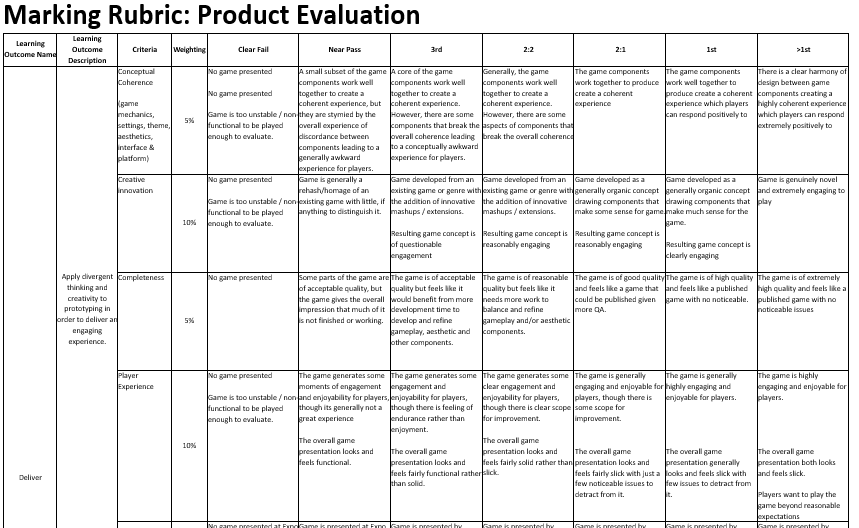 Marking Rubric: Product Evaluation
Learning Outcome Name
Learning Outcome Description
Criteria
Weighting
Clear Fail
Near Pass
3rd
2:2
2:1
1st
>1st
Deliver
Apply divergent
thinking and
creativity to
prototyping in
order to deliver an
engaging
experience.
Conceptual
Coherence
(game
mechanics,
settings, theme,
aesthetics,
interface &
platform)
5%
No game presented
No game presented
Game is too unstable / non-
functional to be played
enough to evaluate.
A small subset of the game
components work well
together to create a
coherent experience, but
they are stymied by the
overall experience of
discordance between
components leading to a
generally awkward
experience for players.
A core of the game
components work well
together to create a
coherent experience.
However, there are some
components that break the
overall coherence leading
to a conceptually awkward
experience for players.
Generally, the game
components work well
together to create a
coherent experience.
However, there are some
aspects of components that
break the overall coherence
The game components
work together to produce
create a coherent
experience
The game components
work well together to
produce create a coherent
experience which players
can respond positively to
There is a clear harmony of
design between game
components creating a
highly coherent experience
which players can respond
extremely positively to
Creative
innovation
10%
No game presented
Game is too unstable / non-
functional to be played
enough to evaluate.
Game is generally a
rehash/homage of an
existing game with little, if
anything to distinguish it.
Game developed from an
existing game or genre with
the addition of innovative
mashups / extensions.
Resulting game concept is
of questionable
engagement
Game developed from an
existing game or genre with
the addition of innovative
mashups / extensions.
Resulting game concept is
reasonably engaging
Game developed as a
generally organic concept
drawing components that
make some sense for game.
Resulting game concept is
reasonably engaging
Game developed as a
generally organic concept
drawing components that
make much sense for the
game.
Resulting game concept is
clearly engaging
Game is genuinely novel
and extremely engaging to
play
Completeness
5%
No game presented
Some parts of the game are
of acceptable quality, but
the game gives the overall
impression that much of it
is not finished or working.
The game is of acceptable
quality but feels like it
would benefit from more
development time to
develop and refine
gameplay, aesthetic and
other components.
The game is of reasonable
quality but feels like it
needs more work to
balance and refine
gameplay and/or aesthetic
components.
The game is of good quality
and feels like a game that
could be published given
more QA.
The game is of high quality
and feels like a published
game with no noticeable.
The game is of extremely
high quality and feels like a
published game with no
noticeable issues
Player
Experience
10%
No game presented
Game is too unstable / non-
functional to be played
enough to evaluate.
The game generates some
moments of engagement
and enjoyability for players,
though its generally not a
great experience
The overall game
presentation looks and
feels functional.
The game generates some
engagement and
enjoyability for players,
though there is feeling of
endurance rather than
enjoyment.
The overall game
presentation looks and
feels fairly functional rather
than solid.
The game generates some
clear engagement and
enjoyability for players,
though there is clear scope
for improvement.
The overall game
presentation looks and
feels fairly solid rather than
slick.
The game is generally
engaging and enjoyable for
players, though there is
some scope for
improvement.
The overall game
presentation looks and
feels fairly slick with just a
few noticeable issues to
detract from it.
The game is generally
highly engaging and
enjoyable for players.
The overall game
presentation generally
looks and feels slick with
few issues to detract from
it.
The game is highly
engaging and enjoyable for
players.
The overall game
presentation both looks
and feels slick.
Players want to play the
game beyond reasonable
expectations
No game presented at Expo
Game is presented at Expo
Game is presented by
Game is presented by
Game is presented by
Game is presented by
Game is presented by